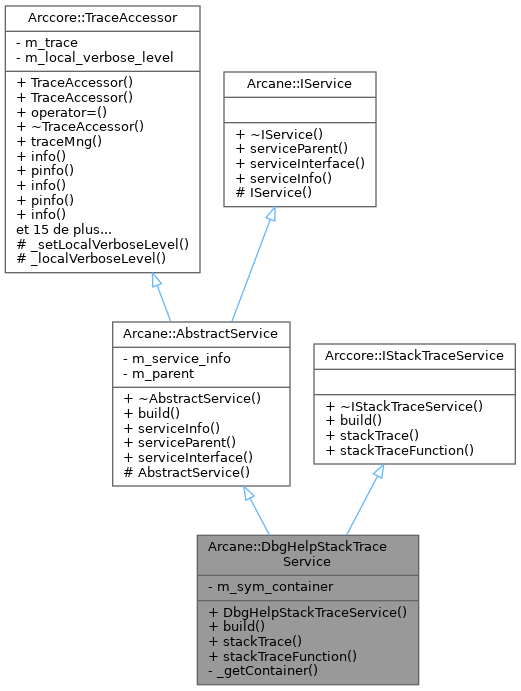 Arccore::TraceAccessor
- m_trace
- m_local_verbose_level
+ TraceAccessor()
+ TraceAccessor()
+ operator=()
+ ~TraceAccessor()
+ traceMng()
+ info()
+ pinfo()
+ info()
+ pinfo()
+ info()
et 15 de plus...
# _setLocalVerboseLevel()
# _localVerboseLevel()
Arcane::IService
+ ~IService()
+ serviceParent()
+ serviceInterface()
+ serviceInfo()
# IService()
Arcane::AbstractService
- m_service_info
- m_parent
+ ~AbstractService()
+ build()
+ serviceInfo()
+ serviceParent()
+ serviceInterface()
# AbstractService()
Arccore::IStackTraceService
+ ~IStackTraceService()
+ build()
+ stackTrace()
+ stackTraceFunction()
Arcane::DbgHelpStackTrace
Service
- m_sym_container
+ DbgHelpStackTraceService()
+ build()
+ stackTrace()
+ stackTraceFunction()
- _getContainer()